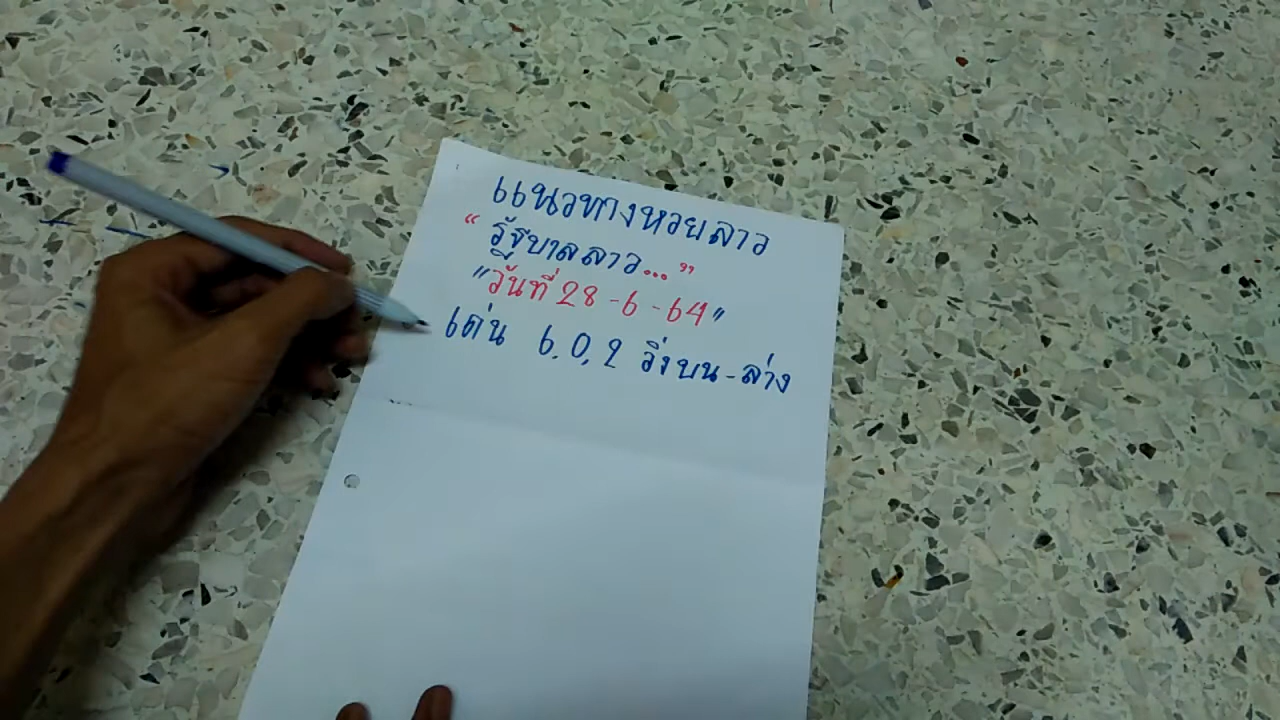 แนวทางหวยลาว
“ รัฐบาลลาว... ”
"วันที่ 28 - 6 - 64"
เด่น 6, 0, 2 วิ่งบน - ล่าง